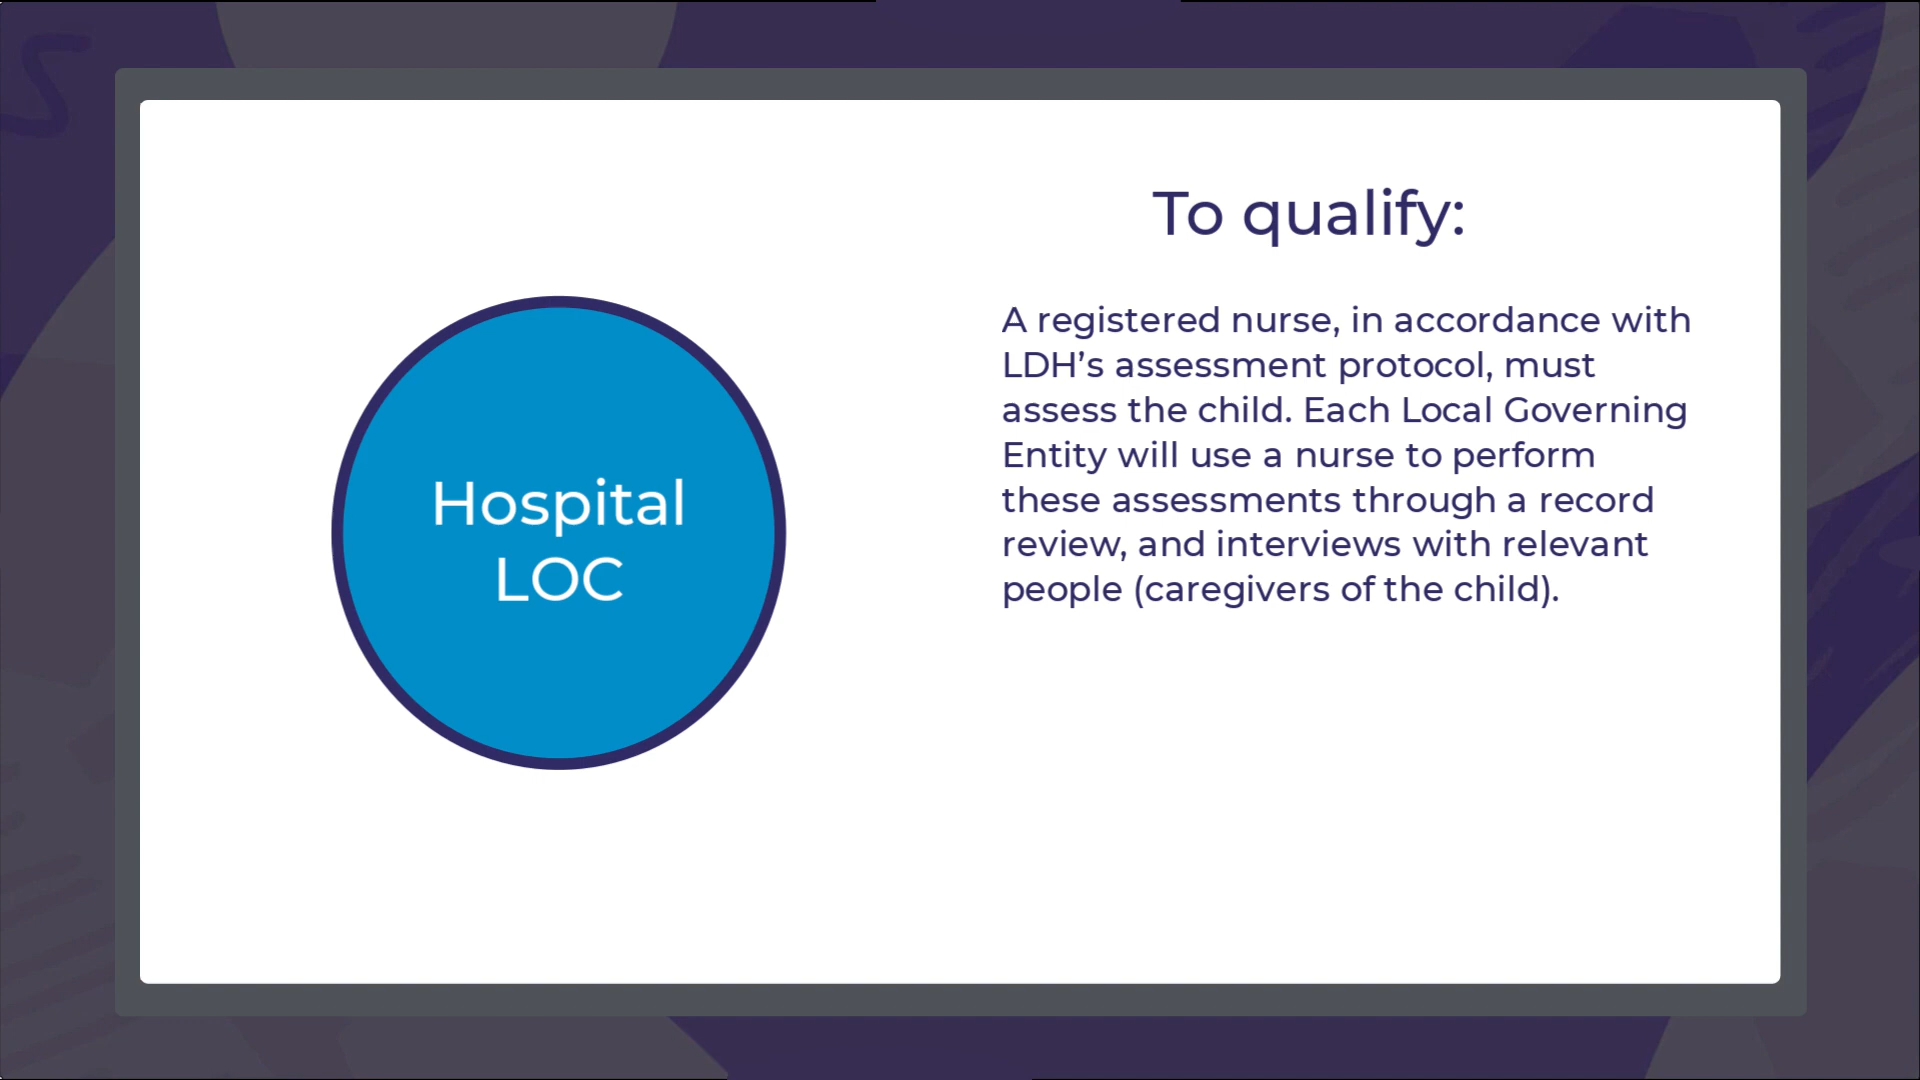 Hospital
LOC
To qualify:
A registered nurse, in accordance with
LDH’s assessment protocol, must
assess the child. Each Local Governing
Entity will use a nurse to perform
these assessments through a record
review, and interviews with relevant
people (caregivers of the child).